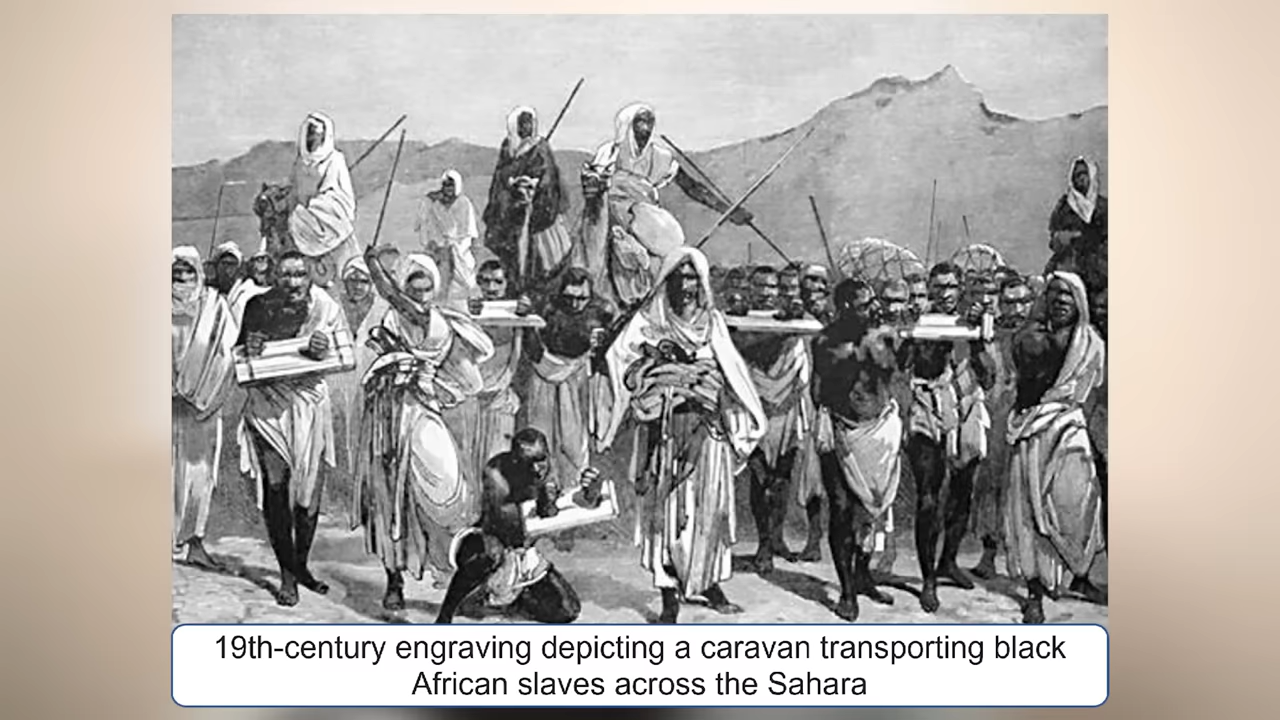 19th-century engraving depicting a caravan transporting black
African slaves across the Sahara